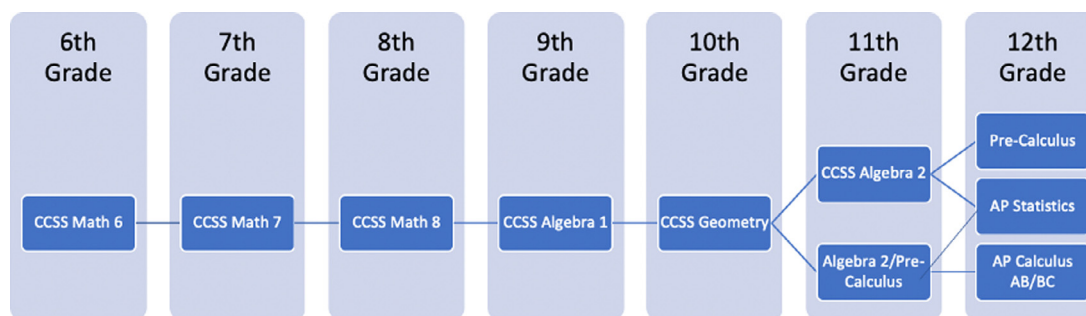 6th
Grade
7th
Grade
8th
Grade
9th
Grade
10th
Grade
11th
Grade
12th
Grade
CCSS Math 6
CCSS Math 7
CCSS Math 8
CCSS Algebra 1
CCSS Geometry
CCSS Algebra 2
Algebra 2/Pre-
Calculus
Pre-Calculus
AP Statistics
AP Calculus
AB/BC